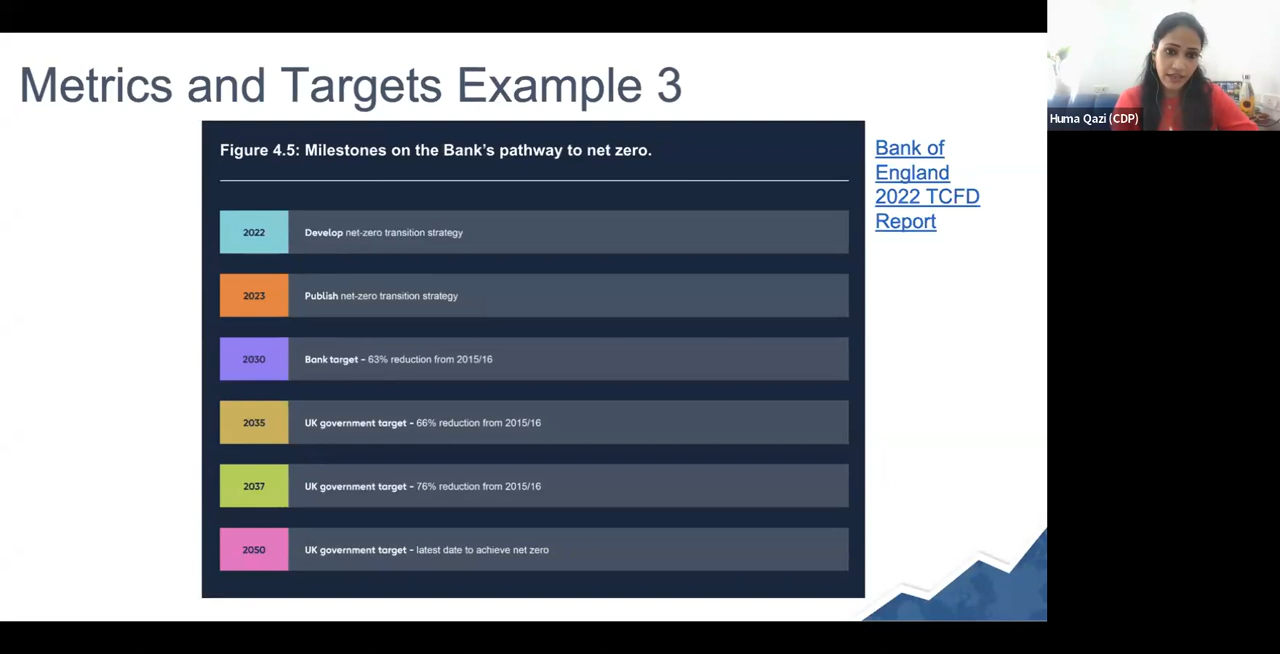 Metrics and Targets Example 3
Figure 4.5: Milestones on the Bank's pathway to net zero.
2022 Develop net-zero transition strategy
2023 Publish net-zero transition strategy
2030 Bank target – 63% reduction from 2015/16
2035 UK government target – 66% reduction from 2015/16
2037 UK government target – 76% reduction from 2015/16
2050 UK government target – latest date to achieve net zero
Bank of
England
2022 TCFD
Report
Huma Qazi (CDP)